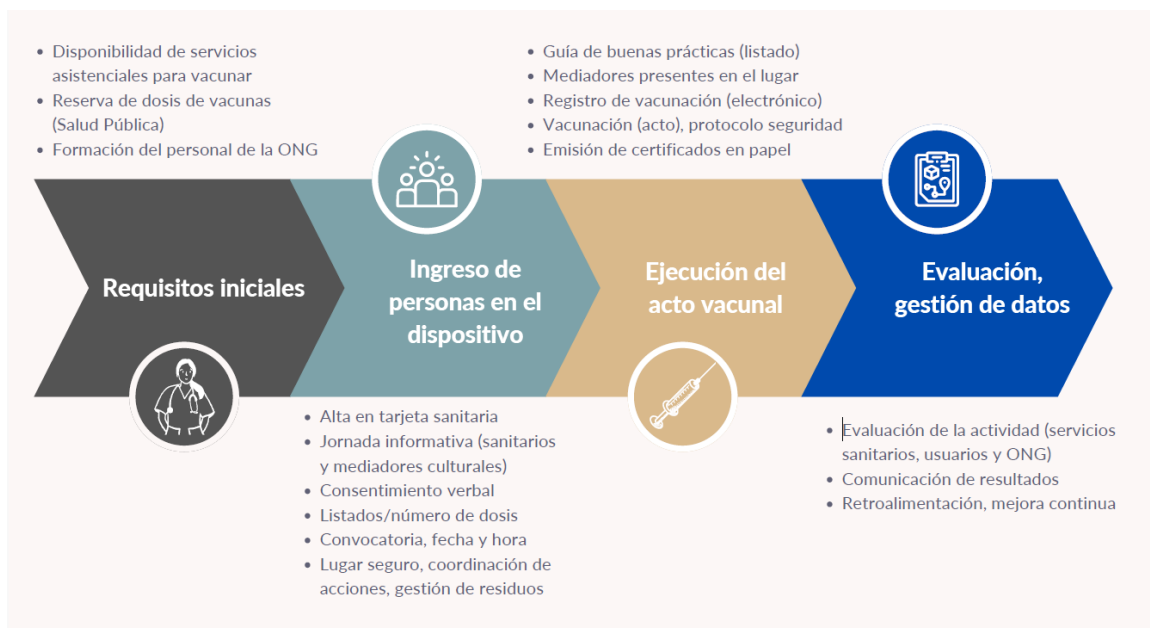 • Disponibilidad de servicios
asistenciales para vacunar
• Reserva de dosis de vacunas
(Salud Pública)
• Formación del personal de la ONG
• Guía de buenas prácticas (listado)
• Mediadores presentes en el lugar
• Registro de vacunación (electrónico)
• Vacunación (acto), protocolo seguridad
• Emisión de certificados en papel
Requisitos iniciales
Ingreso de
personas en el
dispositivo
Ejecución del
acto vacunal
Evaluación,
gestión de datos
• Alta en tarjeta sanitaria
• Jornada informativa (sanitarios
y mediadores culturales)
• Consentimiento verbal
• Listados/número de dosis
• Convocatoria, fecha y hora
• Lugar seguro, coordinación de
acciones, gestión de residuos
• Evaluación de la actividad (servicios
sanitarios, usuarios y ONG)
• Comunicación de resultados
• Retroalimentación, mejora continua